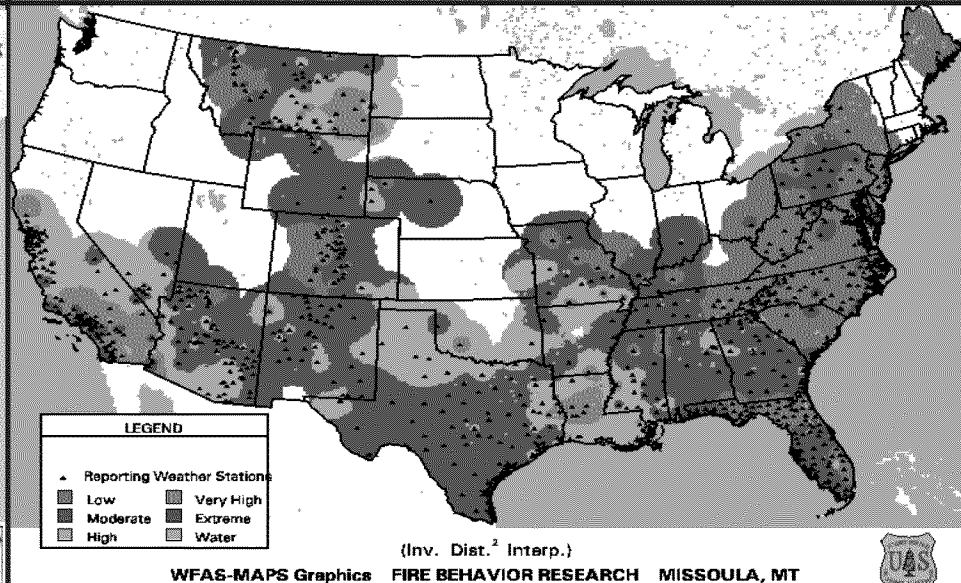 LEGEND
Reporting Weather Stations
Low Very High
Moderate Extreme
High Water
(Inv. Dist.² Interp.)
WFAS-MAPS Graphics FIRE BEHAVIOR RESEARCH MISSOULA, MT
UAS